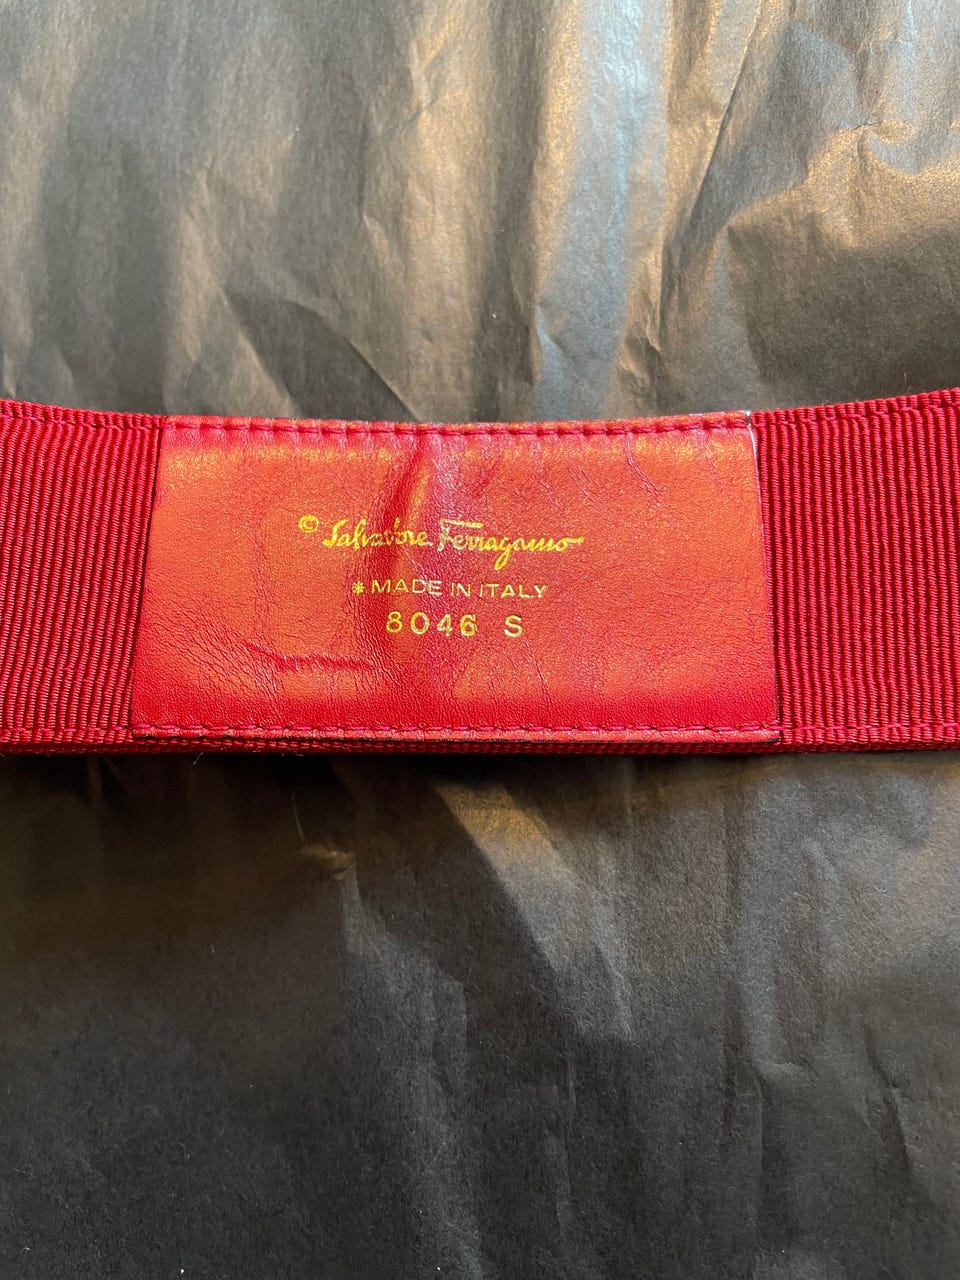 © Salvatore Ferragamo
* MADE IN ITALY
8046 S